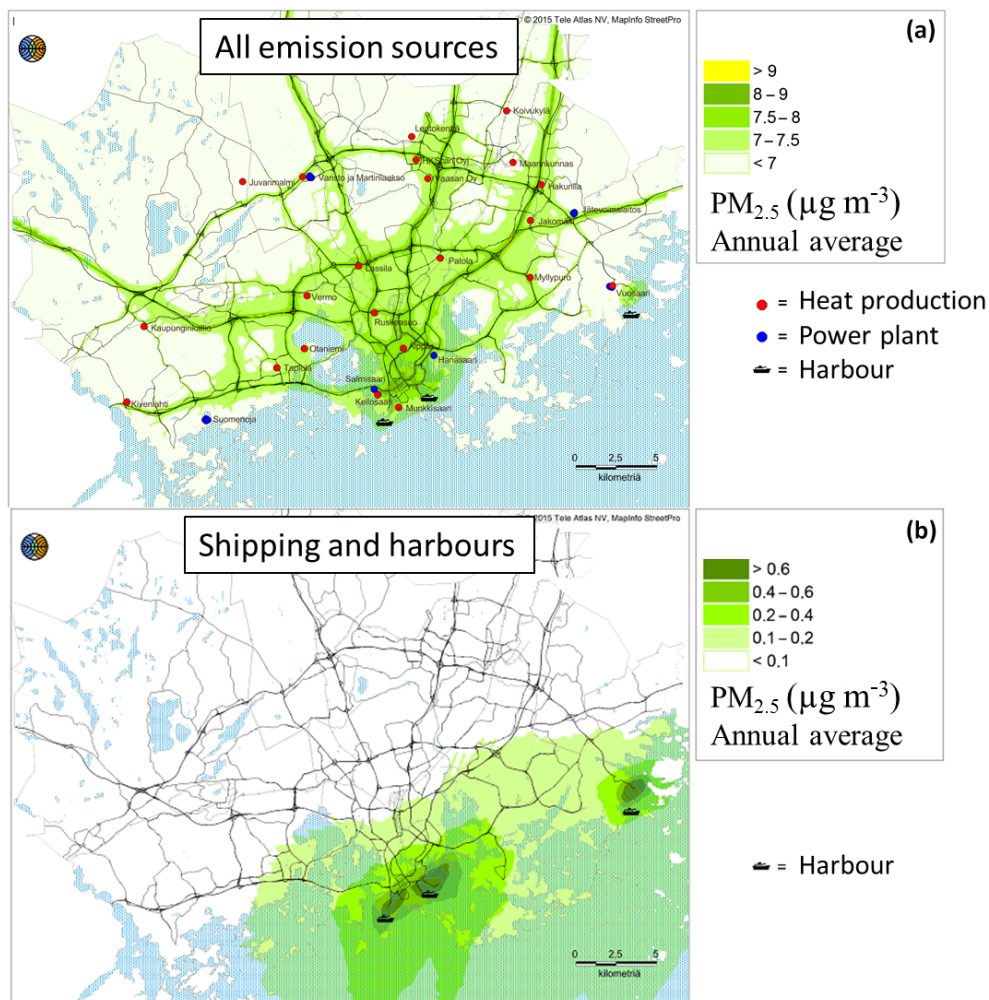 © 2015 Tele Atlas NV, MapInfo StreetPro
All emission sources
(a)
> 9
8 – 9
7.5 – 8
7 – 7.5
< 7
PM2.5 (µg m-3)
Annual average
Koivukylä
Lentokenttä
HKScan Oyj
Maarinkunnas
Vaasan Oy
Varisto ja Martinlaakso
Juvanmalmi
Hakunila
Jätevoimalaitos
Jakomäki
Patola
Lassila
Myllypuro
Vuosaari
Vermo
Ruskeasuo
Kaupunginkallio
Otaniemi
Alppila
Hanasaari
Tapiola
Salmisaari
Kellosaari
Munkkisaari
Kivenlahti
Suomenoja
= Heat production
= Power plant
= Harbour
0 2.5 5
kilometriä
2015 Tele Atlas NV, MapInfo StreetPro
Shipping and harbours
(b)
> 0.6
0.4 – 0.6
0.2 – 0.4
0.1 – 0.2
< 0.1
PM2.5 (µg m-3)
Annual average
= Harbour
0 2.5 5
kilometriä